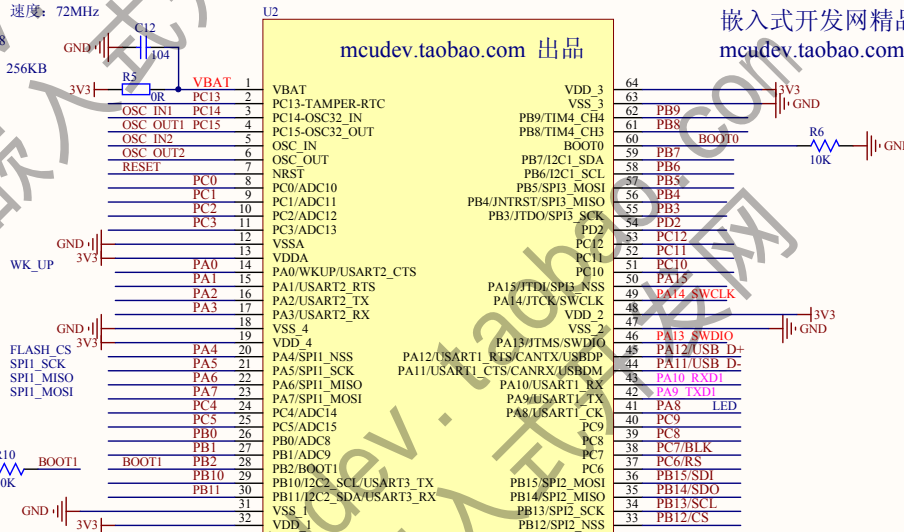 速度：72MHz
U2
嵌入式开发网精品
mcudev.taobao.com 出品
mcudev.taobao.com
C12
GND
104
256KB
R5
3V3
0R
VBAT 1 VBAT VDD_3 64 3V3
PC13 2 PC13-TAMPER-RTC VSS_3 63 GND
OSC_IN1 PC14 3 PC14-OSC32_IN PB9/TIM4_CH4 62 PB9
OSC_OUT1 PC15 4 PC15-OSC32_OUT PB8/TIM4_CH3 61 PB8
OSC_IN2 5 OSC_IN BOOT0 60 BOOT0 R6 10K GND
OSC_OUT2 6 OSC_OUT PB7/I2C1_SDA 59 PB7
RESET 7 NRST PB6/I2C1_SCL 58 PB6
PC0 8 PC0/ADC10 PB5/SPI3_MOSI 57 PB5
PC1 9 PC1/ADC11 PB4/JNTRST/SPI3_MISO 56 PB4
PC2 10 PC2/ADC12 PB3/JTDO/SPI3_SCK 55 PB3
PC3 11 PC3/ADC13 PD2 54 PD2
GND 12 VSSA PC12 53 PC12
3V3 13 VDDA PC11 52 PC11
WK_UP PA0 14 PA0/WKUP/USART2_CTS PC10 51 PC10
PA1 15 PA1/USART2_RTS PA15/JTDI/SPI3_NSS 50 PA15
PA2 16 PA2/USART2_TX PA14/JTCK/SWCLK 49 PA14_SWCLK
PA3 17 PA3/USART2_RX VDD_2 48 3V3
GND 18 VSS_4 VSS_2 47 GND
3V3 19 VDD_4 PA13/JTMS/SWDIO 46 PA13_SWDIO
FLASH_CS PA4 20 PA4/SPI1_NSS PA12/USART1_RTS/CANTX/USBDP 45 PA12/USB_D+
SPI1_SCK PA5 21 PA5/SPI1_SCK PA11/USART1_CTS/CANRX/USBDM 44 PA11/USB_D-
SPI1_MISO PA6 22 PA6/SPI1_MISO PA10/USART1_RX 43 PA10_RXD1
SPI1_MOSI PA7 23 PA7/SPI1_MOSI PA9/USART1_TX 42 PA9_TXD1
PC4 24 PC4/ADC14 PA8/USART1_CK 41 PA8 LED
PC5 25 PC5/ADC15 PC9 40 PC9
PB0 26 PB0/ADC8 PC8 39 PC8
PB1 27 PB1/ADC9 PC7 38 PC7/BLK
BOOT1 BOOT1 PB2 28 PB2/BOOT1 PC6 37 PC6/RS
PB10 29 PB10/I2C2_SCL/USART3_TX PB15/SPI2_MOSI 36 PB15/SDI
PB11 30 PB11/I2C2_SDA/USART3_RX PB14/SPI2_MISO 35 PB14/SDO
GND 31 VSS_1 PB13/SPI2_SCK 34 PB13/SCL
3V3 32 VDD_1 PB12/SPI2_NSS 33 PB12/CS
mcudev.taobao.com
嵌入式开发网